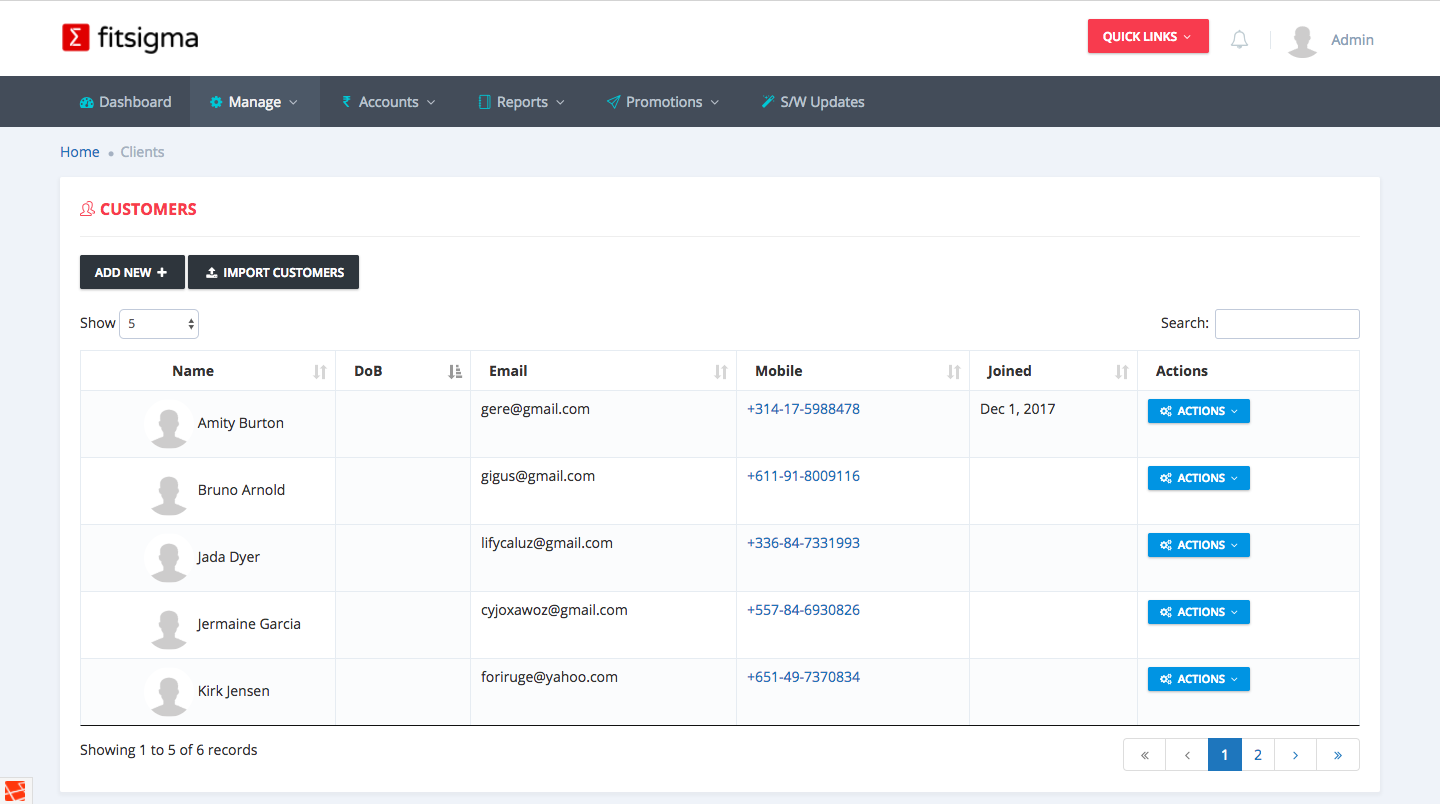 Σ fitsigma
QUICK LINKS
Admin
Dashboard Manage Accounts Reports Promotions S/W Updates
Home • Clients
CUSTOMERS
ADD NEW + IMPORT CUSTOMERS
Show 5 Search:
Name DoB Email Mobile Joined Actions
Amity Burton gere@gmail.com +314-17-5988478 Dec 1, 2017 ACTIONS
Bruno Arnold gigus@gmail.com +611-91-8009116 ACTIONS
Jada Dyer lifycaluz@gmail.com +336-84-7331993 ACTIONS
Jermaine Garcia cyjoxawoz@gmail.com +557-84-6930826 ACTIONS
Kirk Jensen foriruge@yahoo.com +651-49-7370834 ACTIONS
Showing 1 to 5 of 6 records
« ‹ 1 2 › »